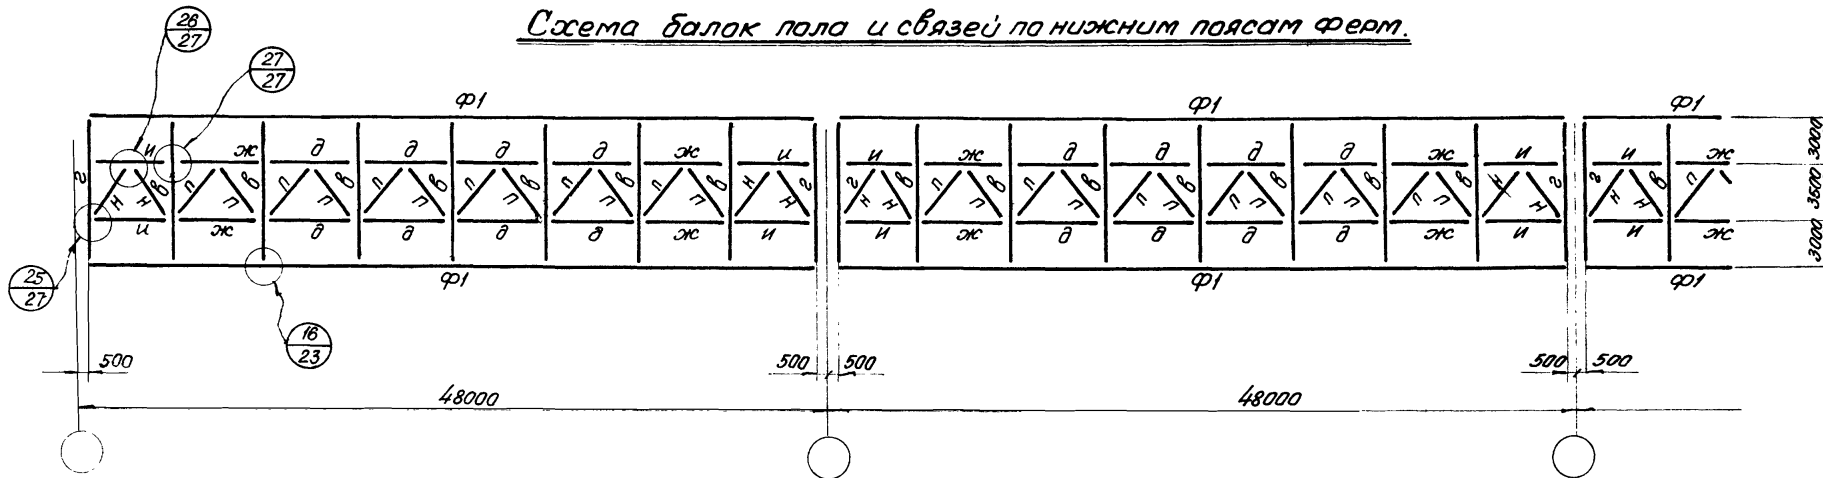 Схема балок пола и связей по нижним поясам ферм.
26
27
27
27
Ф1 Ф1 Ф1
и ж д д д д ж и и ж д д д д ж и и ж
г н н в п п в п п в п п в п п в п п в п п в н н г г н н в п п в п п в п п в п п в п п в п п в н н г г н н в п
и ж д д д д ж и и ж д д д д ж и и ж
Ф1 Ф1 Ф1
3000
3600
3000
25
27
16
23
500 500 500 500 500
48000 48000